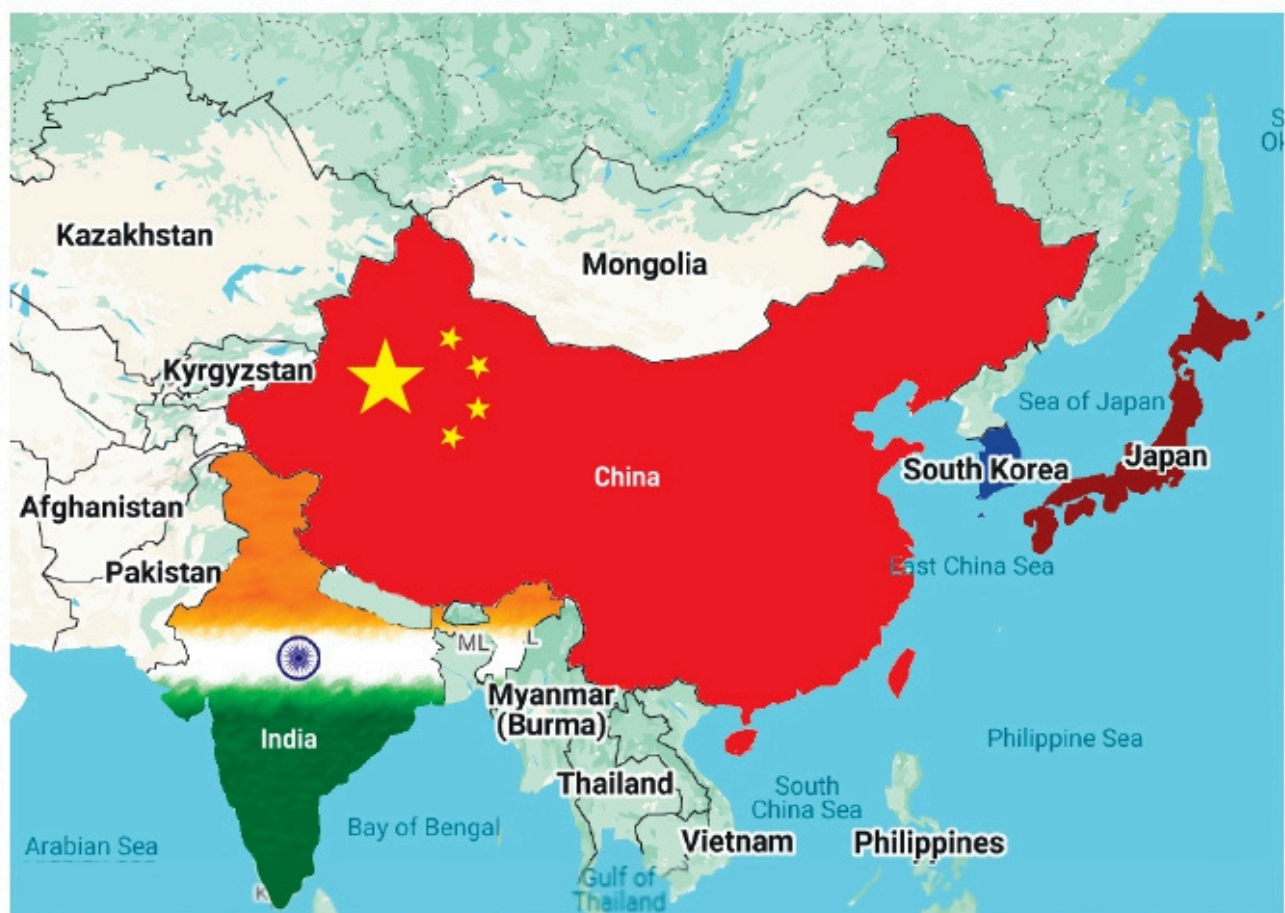 S
Ok
Kazakhstan
Mongolia
Kyrgyzstan
Sea of Japan
Japan
South Korea
China
Afghanistan
Pakistan
East China Sea
ML
L
Myanmar
(Burma)
India
Philippine Sea
Thailand
South
China Sea
Bay of Bengal
Arabian Sea
Vietnam
Philippines
Gulf of
Thailand
K